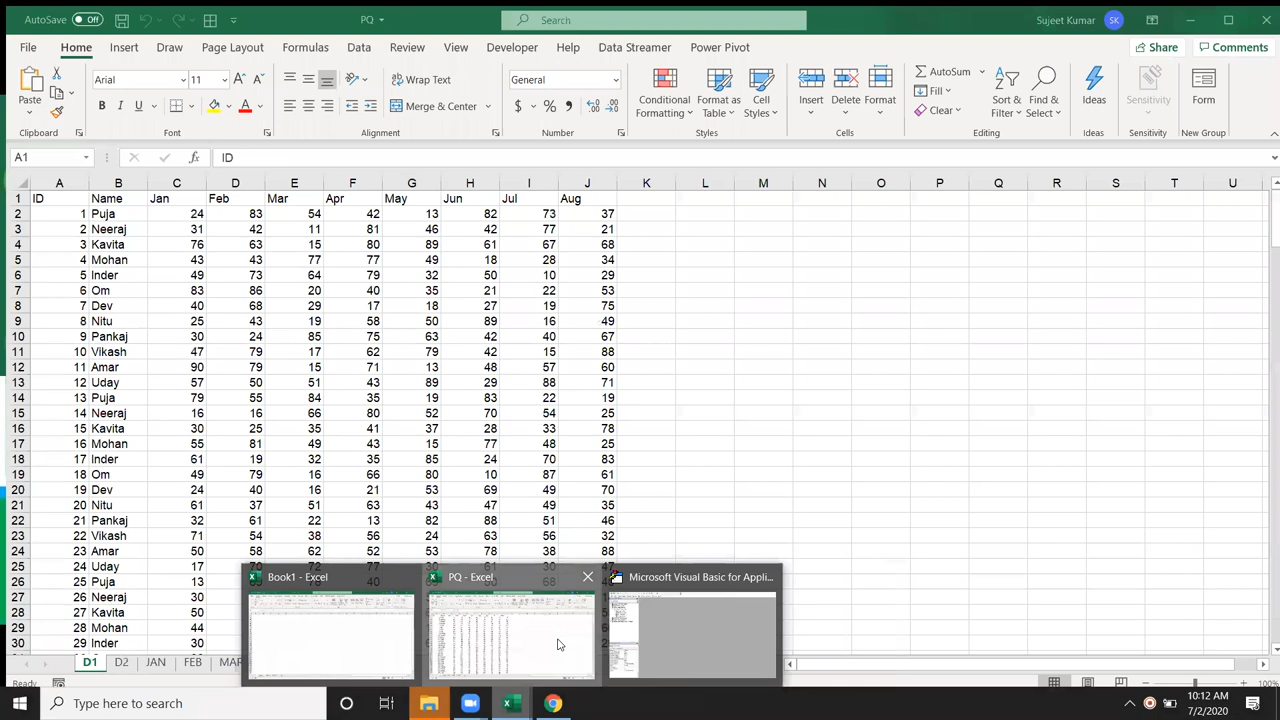 AutoSave Off PQ Search Sujeet Kumar SK
File Home Insert Draw Page Layout Formulas Data Review View Developer Help Data Streamer Power Pivot Share Comments
Arial 11 Wrap Text General AutoSum
Paste B I U Merge & Center $ % Conditional Formatting Format as Table Cell Styles Insert Delete Format Fill Clear Sort & Filter Find & Select Ideas Sensitivity Form
Clipboard Font Alignment Number Styles Cells Editing Ideas Sensitivity New Group
A1 fx ID
A B C D E F G H I J K L M N O P Q R S T U
1 ID Name Jan Feb Mar Apr May Jun Jul Aug
2 1 Puja 24 83 54 42 13 82 73 37
3 2 Neeraj 31 42 11 81 46 42 77 21
4 3 Kavita 76 63 15 80 89 61 67 68
5 4 Mohan 43 43 77 77 49 18 28 34
6 5 Inder 49 73 64 79 32 50 10 29
7 6 Om 83 86 20 40 35 21 22 53
8 7 Dev 40 68 29 17 18 27 19 75
9 8 Nitu 25 43 19 58 50 89 16 49
10 9 Pankaj 30 24 85 75 63 42 40 67
11 10 Vikash 47 79 17 62 79 42 15 88
12 11 Amar 90 79 15 71 13 48 57 60
13 12 Uday 57 50 51 43 89 29 88 71
14 13 Puja 79 55 84 35 19 83 22 19
15 14 Neeraj 16 16 66 80 52 70 54 25
16 15 Kavita 30 25 35 41 37 28 33 78
17 16 Mohan 55 81 49 43 15 77 48 25
18 17 Inder 61 19 32 35 85 24 70 83
19 18 Om 49 79 16 66 80 10 87 61
20 19 Dev 24 40 16 21 53 69 49 70
21 20 Nitu 61 37 51 63 43 47 49 35
22 21 Pankaj 32 61 22 13 82 88 51 46
23 22 Vikash 71 54 38 56 24 63 56 32
24 23 Amar 50 58 62 52 53 78 38 88
25 24 Uday 17
26 25 Puja 13
27 26 Neeraj 30
28 27 Kavita 50
29 28 Mohan 44
30 29 Inder 30
Book1 - Excel PQ - Excel Microsoft Visual Basic for Appli...
D1 D2 JAN FEB MAR
Ready 100%
Type here to search 10:12 AM
7/2/2020